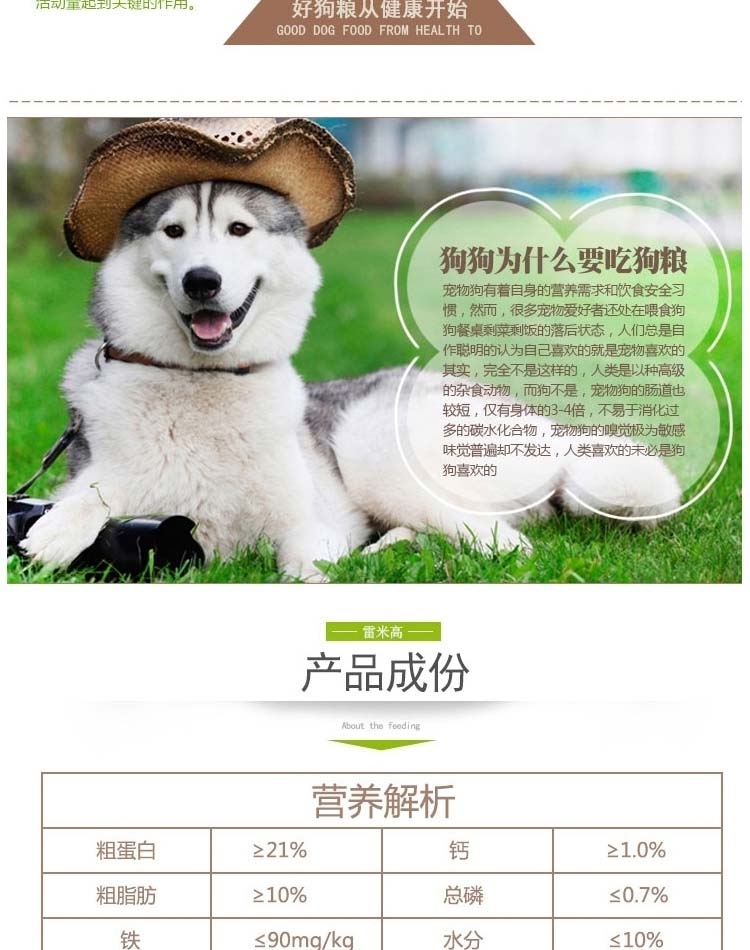 活动量起到关键的作用。
好狗粮从健康开始
GOOD DOG FOOD FROM HEALTH TO
狗狗为什么要吃狗粮
宠物狗有着自身的营养需求和饮食安全习
惯，然而，很多宠物爱好者还处在喂食狗
狗餐桌剩菜剩饭的落后状态，人们总是自
作聪明的认为自己喜欢的就是宠物喜欢的
其实，完全不是这样的，人类是以种高级
的杂食动物，而狗不是，宠物狗的肠道也
较短，仅有身体的3-4倍，不易于消化过
多的碳水化合物，宠物狗的嗅觉极为敏感
味觉普遍却不发达，人类喜欢的未必是狗
狗喜欢的
雷米高
产品成份
About the feeding
营养解析
粗蛋白 ≥21% 钙 ≥1.0%
粗脂肪 ≥10% 总磷 ≤0.7%
铁 ≤90mg/kg 水分 ≤10%